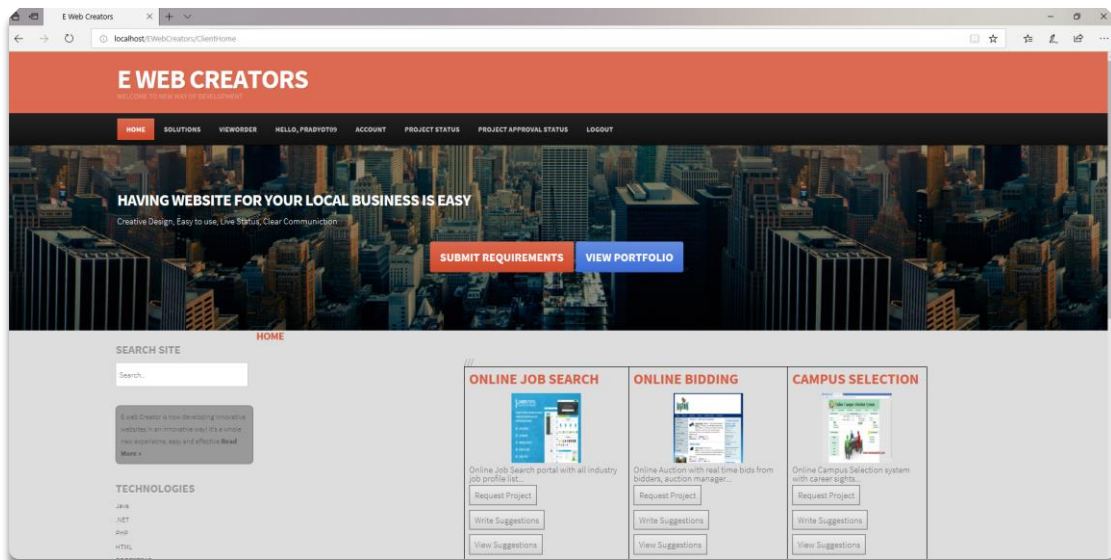 E Web Creators
localhost/EWebCreators/ClientHome
E WEB CREATORS
WELCOME TO NEW WAY OF DEVELOPMENT
HOME SOLUTIONS VIEWORDER HELLO, PRADYOT09 ACCOUNT PROJECT STATUS PROJECT APPROVAL STATUS LOGOUT
HAVING WEBSITE FOR YOUR LOCAL BUSINESS IS EASY
Creative Design, Easy to use, Live Status, Clear Communiction
SUBMIT REQUIREMENTS VIEW PORTFOLIO
HOME
SEARCH SITE
Search..
E web Creator is now developing innovative
websites in an innovative way! It's a whole
new experience, easy and effective Read
More »
TECHNOLOGIES
Java
.NET
PHP
HTML
///
ONLINE JOB SEARCH
Online Job Search portal with all industry
job profile list...
Request Project
Write Suggestions
View Suggestions
ONLINE BIDDING
Online Auction with real time bids from
bidders, auction manager...
Request Project
Write Suggestions
View Suggestions
CAMPUS SELECTION
Online Campus Selection system
with career sights...
Request Project
Write Suggestions
View Suggestions